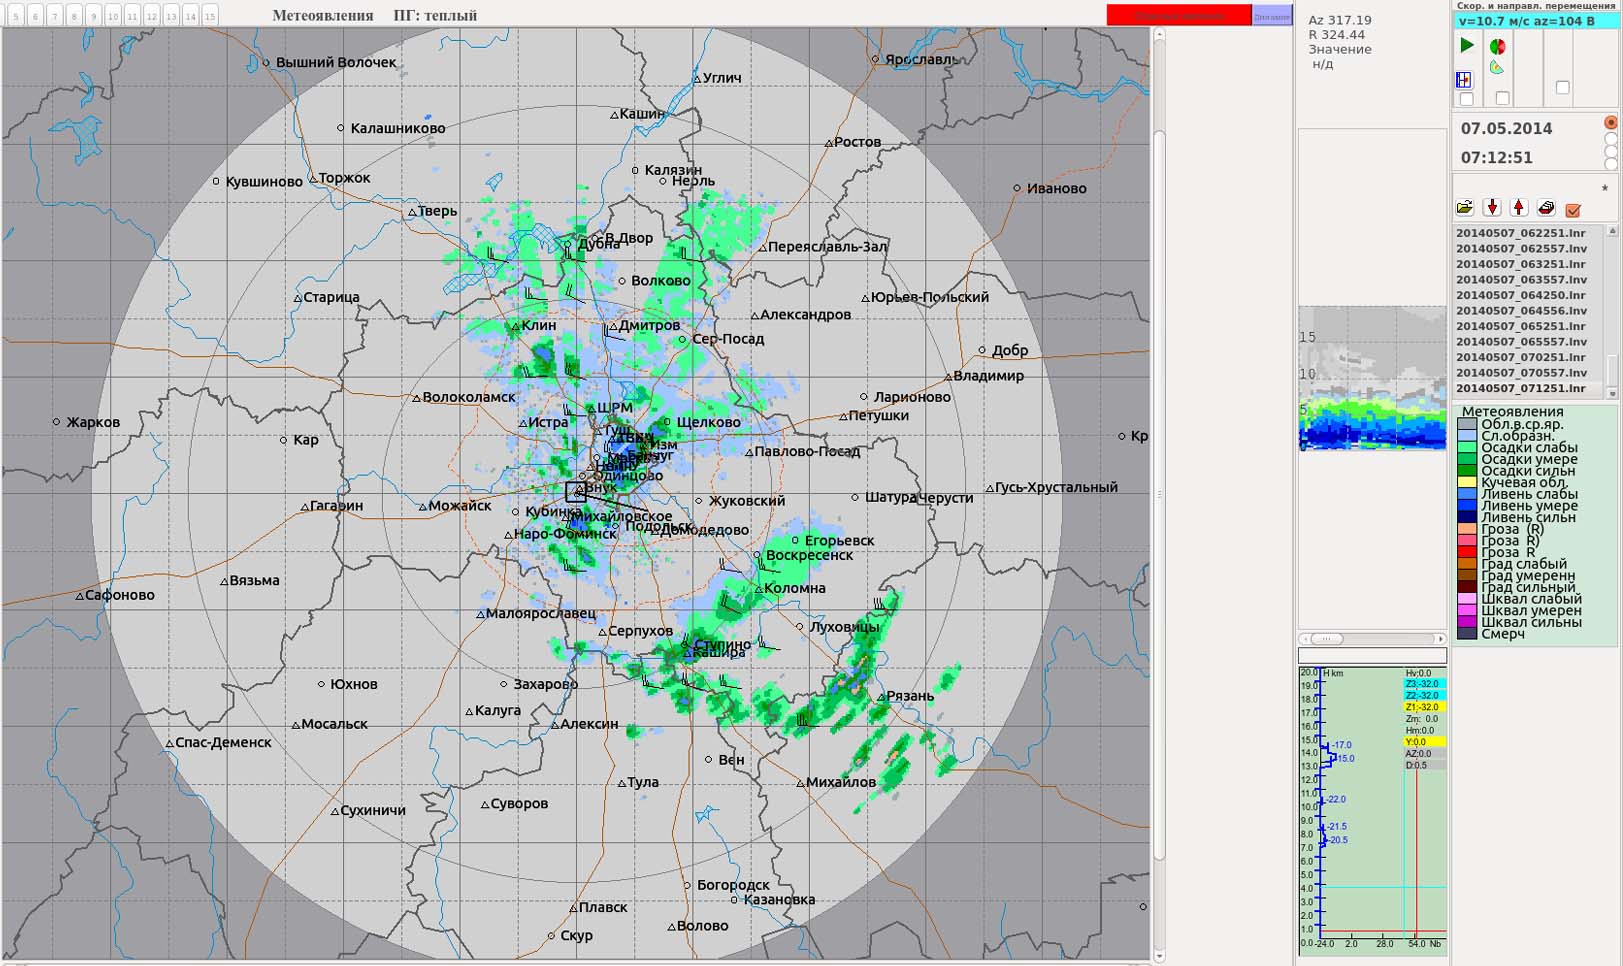 5 6 7 8 9 10 11 12 13 14 15
Метеоявления ПГ: теплый
Вышний Волочек
Ярославль
Углич
Кашин
Калашниково
Ростов
Калязин
Торжок
Нерль
Кувшиново
Иваново
Тверь
В.Двор
Дубна
Переяславль-Зал
Волково
Старица
Юрьев-Польский
Александров
Клин
Дмитров
Сер-Посад
Добр
Владимир
Волоколамск
Ларионово
ШРМ
Петушки
Жарков
Истра
Щелково
Кр
Кар
Туш
Изм
Павлово-Посад
Одинцово
Внук
Гусь-Хрустальный
Шатура
Черусти
Жуковский
Гагарин
Можайск
Кубинка
Михайловское
Подольск
Домодедово
Наро-Фоминск
Егорьевск
Воскресенск
Вязьма
Коломна
Сафоново
Малоярославец
Луховицы
Серпухов
Ступино
Кашира
Юхнов
Захарово
Рязань
Калуга
Мосальск
Алексин
Спас-Деменск
Вен
Тула
Михайлов
Суворов
Сухиничи
Богородск
Казановка
Плавск
Волово
Скур
Az 317.19
R 324.44
Значение
н/д
15
10
5
0
Скор. и направл. перемещения
v=10.7 м/с az=104 В
07.05.2014
07:12:51
*
20140507_062251.lnr
20140507_062557.lnv
20140507_063251.lnr
20140507_063557.lnv
20140507_064250.lnr
20140507_064556.lnv
20140507_065251.lnr
20140507_065557.lnv
20140507_070251.lnr
20140507_070557.lnv
20140507_071251.lnr
Метеоявления
Обл.в.ср.яр.
Сл.образн.
Осадки слабы
Осадки умере
Осадки сильн
Кучевая обл.
Ливень слабы
Ливень умере
Ливень сильн
Гроза (R)
Гроза R)
Гроза R
Град слабый
Град умеренн
Град сильный
Шквал слабый
Шквал умерен
Шквал сильны
Смерч
H km
20.0
19.0
18.0
17.0
16.0
15.0
14.0
13.0
12.0
11.0
10.0
9.0
8.0
7.0
6.0
5.0
4.0
3.0
2.0
1.0
0.0
-17.0
-15.0
-22.0
-21.5
-20.5
Hv:0.0
Z3:-32.0
Z2:-32.0
Z1:-32.0
Zm: 0.0
Hm:0.0
Y:0.0
AZ:0.0
D:0.5
-24.0 2.0 28.0 54.0 Nb